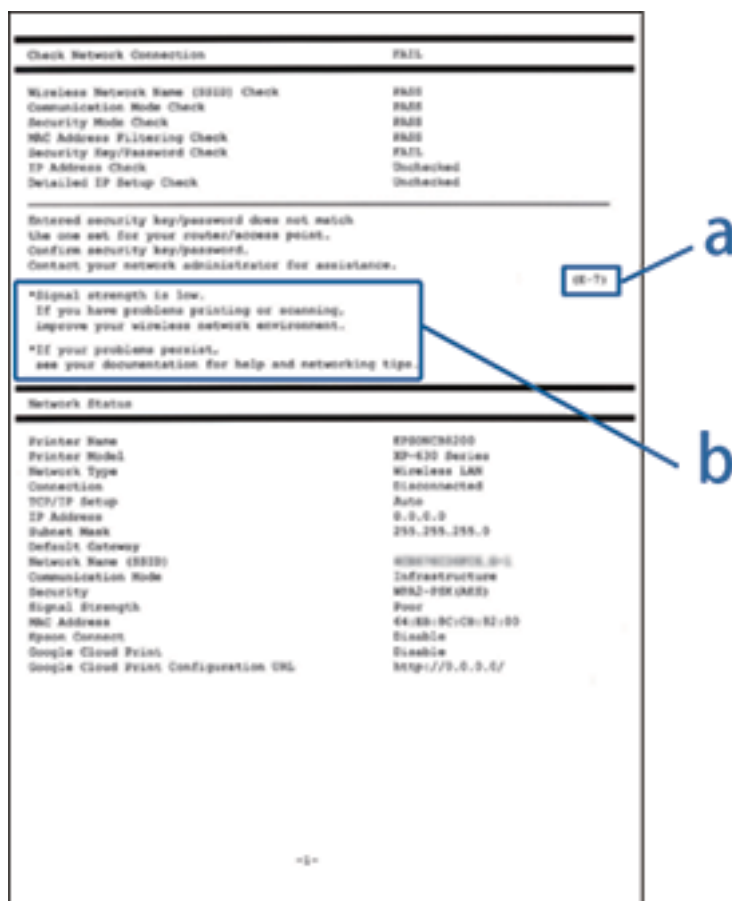 Check Network Connection FAIL
Wireless Network Name (SSID) Check PASS
Communication Mode Check PASS
Security Mode Check PASS
MAC Address Filtering Check PASS
Security Key/Password Check FAIL
IP Address Check Unchecked
Detailed IP Setup Check Unchecked
Entered security key/password does not match
the one set for your router/access point.
Confirm security key/password.
Contact your network administrator for assistance.
(E-7)
a
*Signal strength is low.
If you have problems printing or scanning,
improve your wireless network environment.
*If your problems persist,
see your documentation for help and networking tips.
b
Network Status
Printer Name
Printer Model XP-630 Series
Network Type Wireless LAN
Connection Disconnected
TCP/IP Setup Auto
IP Address 0.0.0.0
Subnet Mask 255.255.255.0
Default Gateway
Network Name (SSID)
Communication Mode Infrastructure
Security WPA2-PSK(AES)
Signal Strength Poor
MAC Address
Epson Connect Disable
Google Cloud Print Disable
Google Cloud Print Configuration URL http://0.0.0.0/
-1-